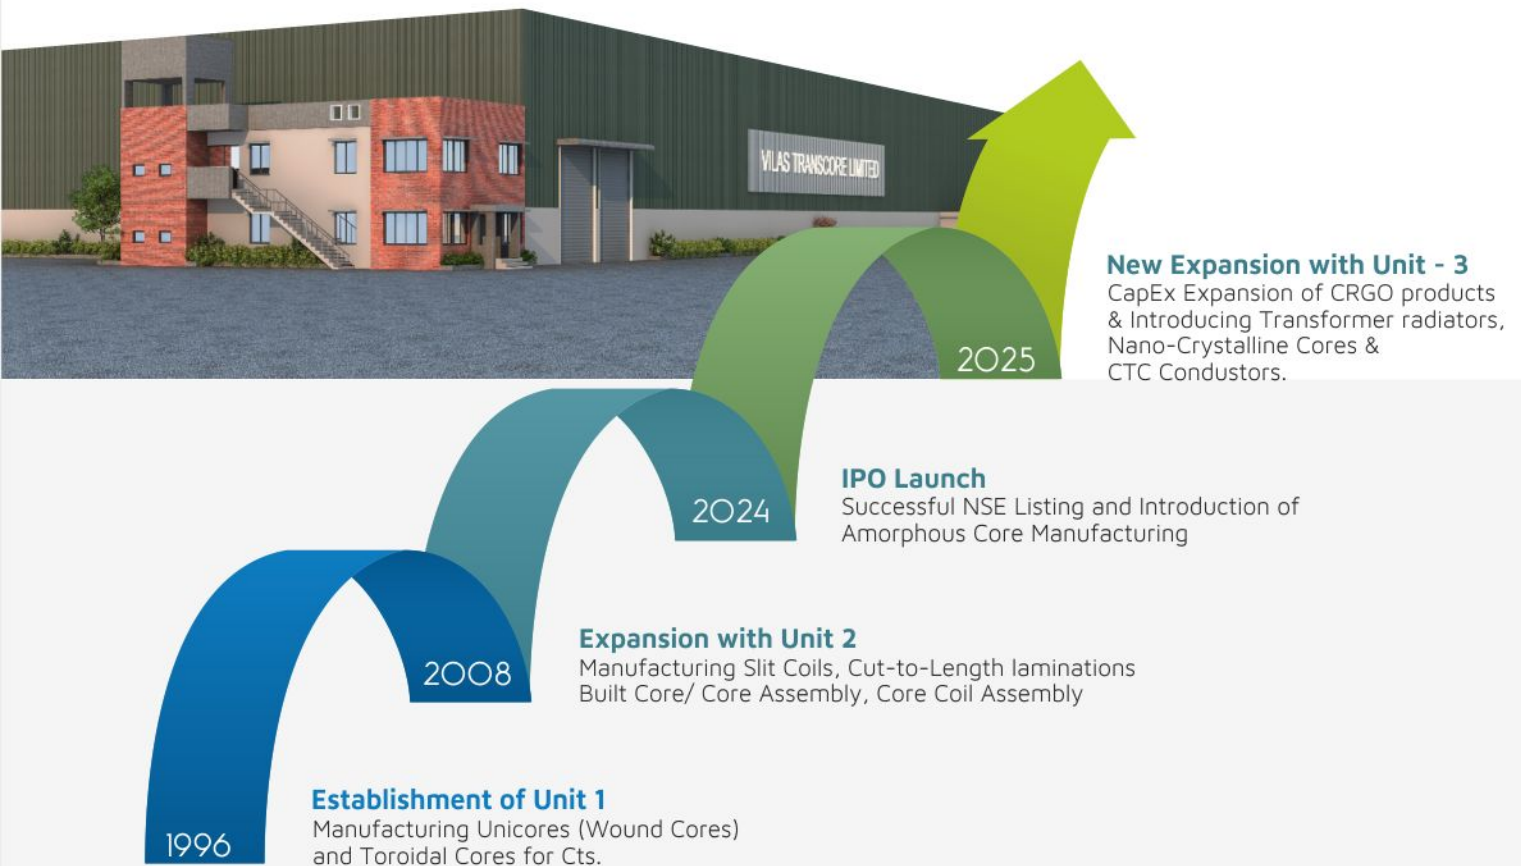 VILAS TRANSCORE LIMITED
New Expansion with Unit - 3
CapEx Expansion of CRGO products
& Introducing Transformer radiators,
Nano-Crystalline Cores &
CTC Condustors.
2025
IPO Launch
Successful NSE Listing and Introduction of
Amorphous Core Manufacturing
2024
Expansion with Unit 2
Manufacturing Slit Coils, Cut-to-Length laminations
Built Core/ Core Assembly, Core Coil Assembly
2008
Establishment of Unit 1
Manufacturing Unicores (Wound Cores)
and Toroidal Cores for Cts.
1996